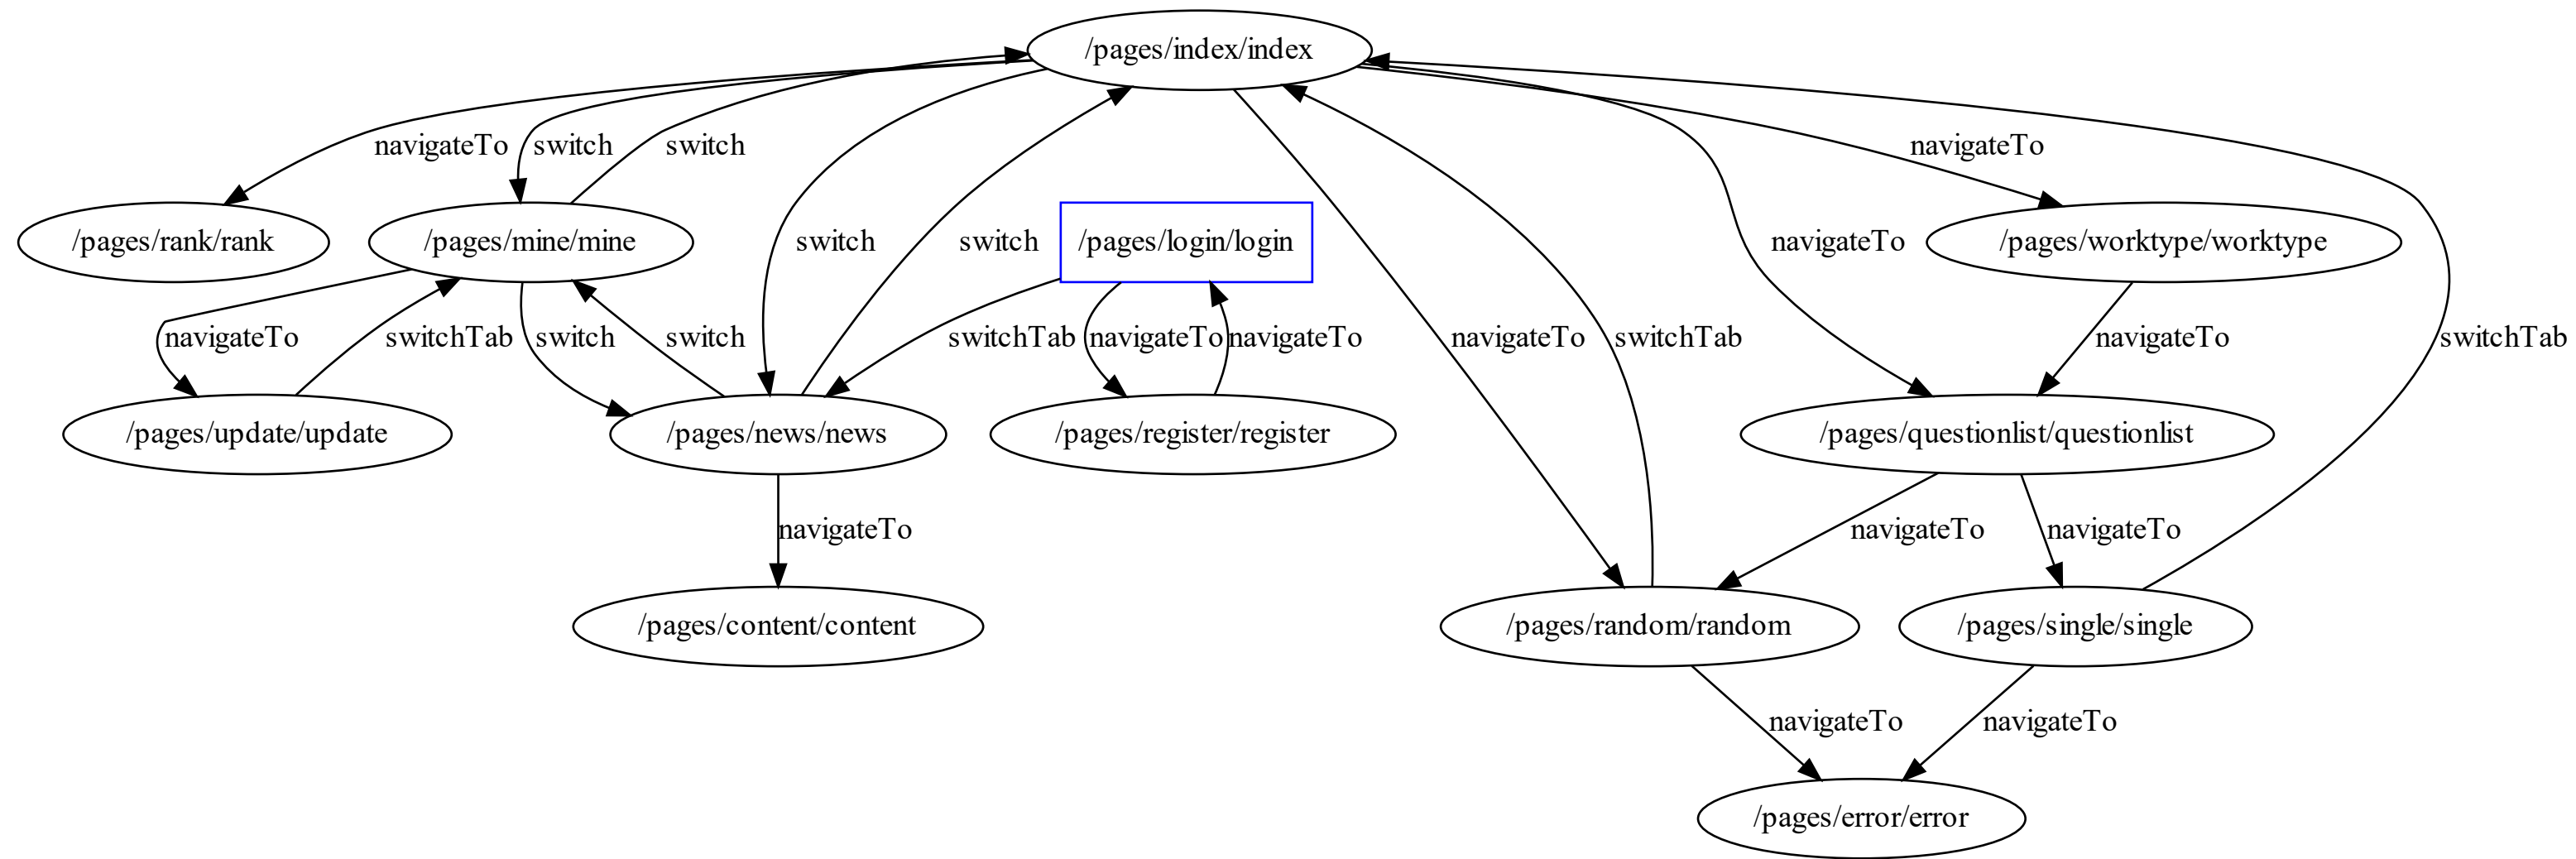 /pages/index/index
navigateTo
switch
switch
navigateTo
/pages/rank/rank
/pages/mine/mine
switch
switch
/pages/login/login
navigateTo
/pages/worktype/worktype
navigateTo
switchTab
switch
switch
switchTab
navigateTo
navigateTo
navigateTo
switchTab
navigateTo
switchTab
/pages/update/update
/pages/news/news
/pages/register/register
/pages/questionlist/questionlist
navigateTo
navigateTo
navigateTo
/pages/content/content
/pages/random/random
/pages/single/single
navigateTo
navigateTo
/pages/error/error